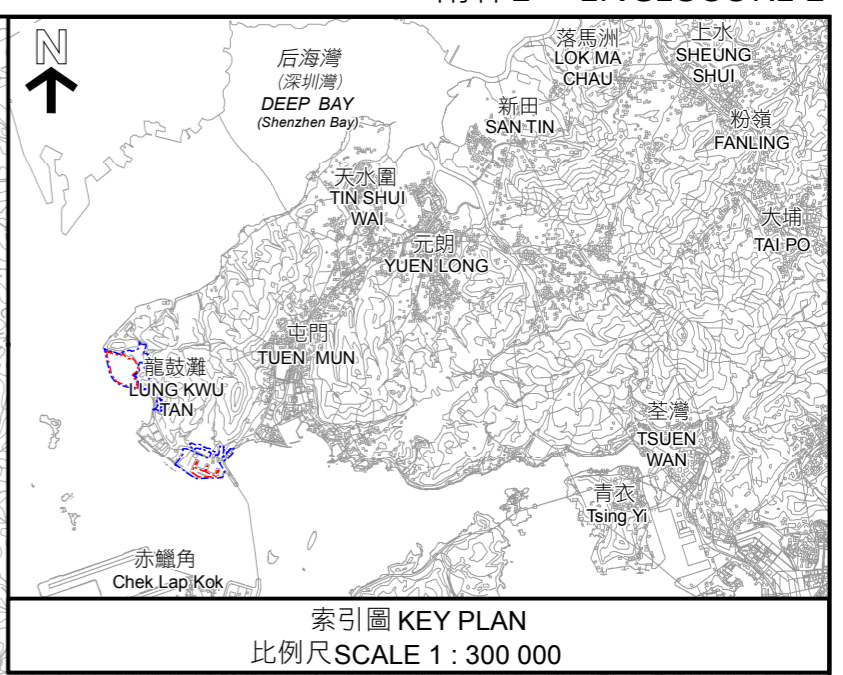 N
后海灣
(深圳灣)
DEEP BAY
(Shenzhen Bay)
落馬洲
LOK MA
CHAU
上水
SHEUNG
SHUI
新田
SAN TIN
粉嶺
FANLING
天水圍
TIN SHUI
WAI
元朗
YUEN LONG
大埔
TAI PO
屯門
TUEN MUN
龍鼓灘
LUNG KWU
TAN
荃灣
TSUEN
WAN
青衣
Tsing Yi
赤鱲角
Chek Lap Kok
索引圖 KEY PLAN
比例尺SCALE 1 : 300 000